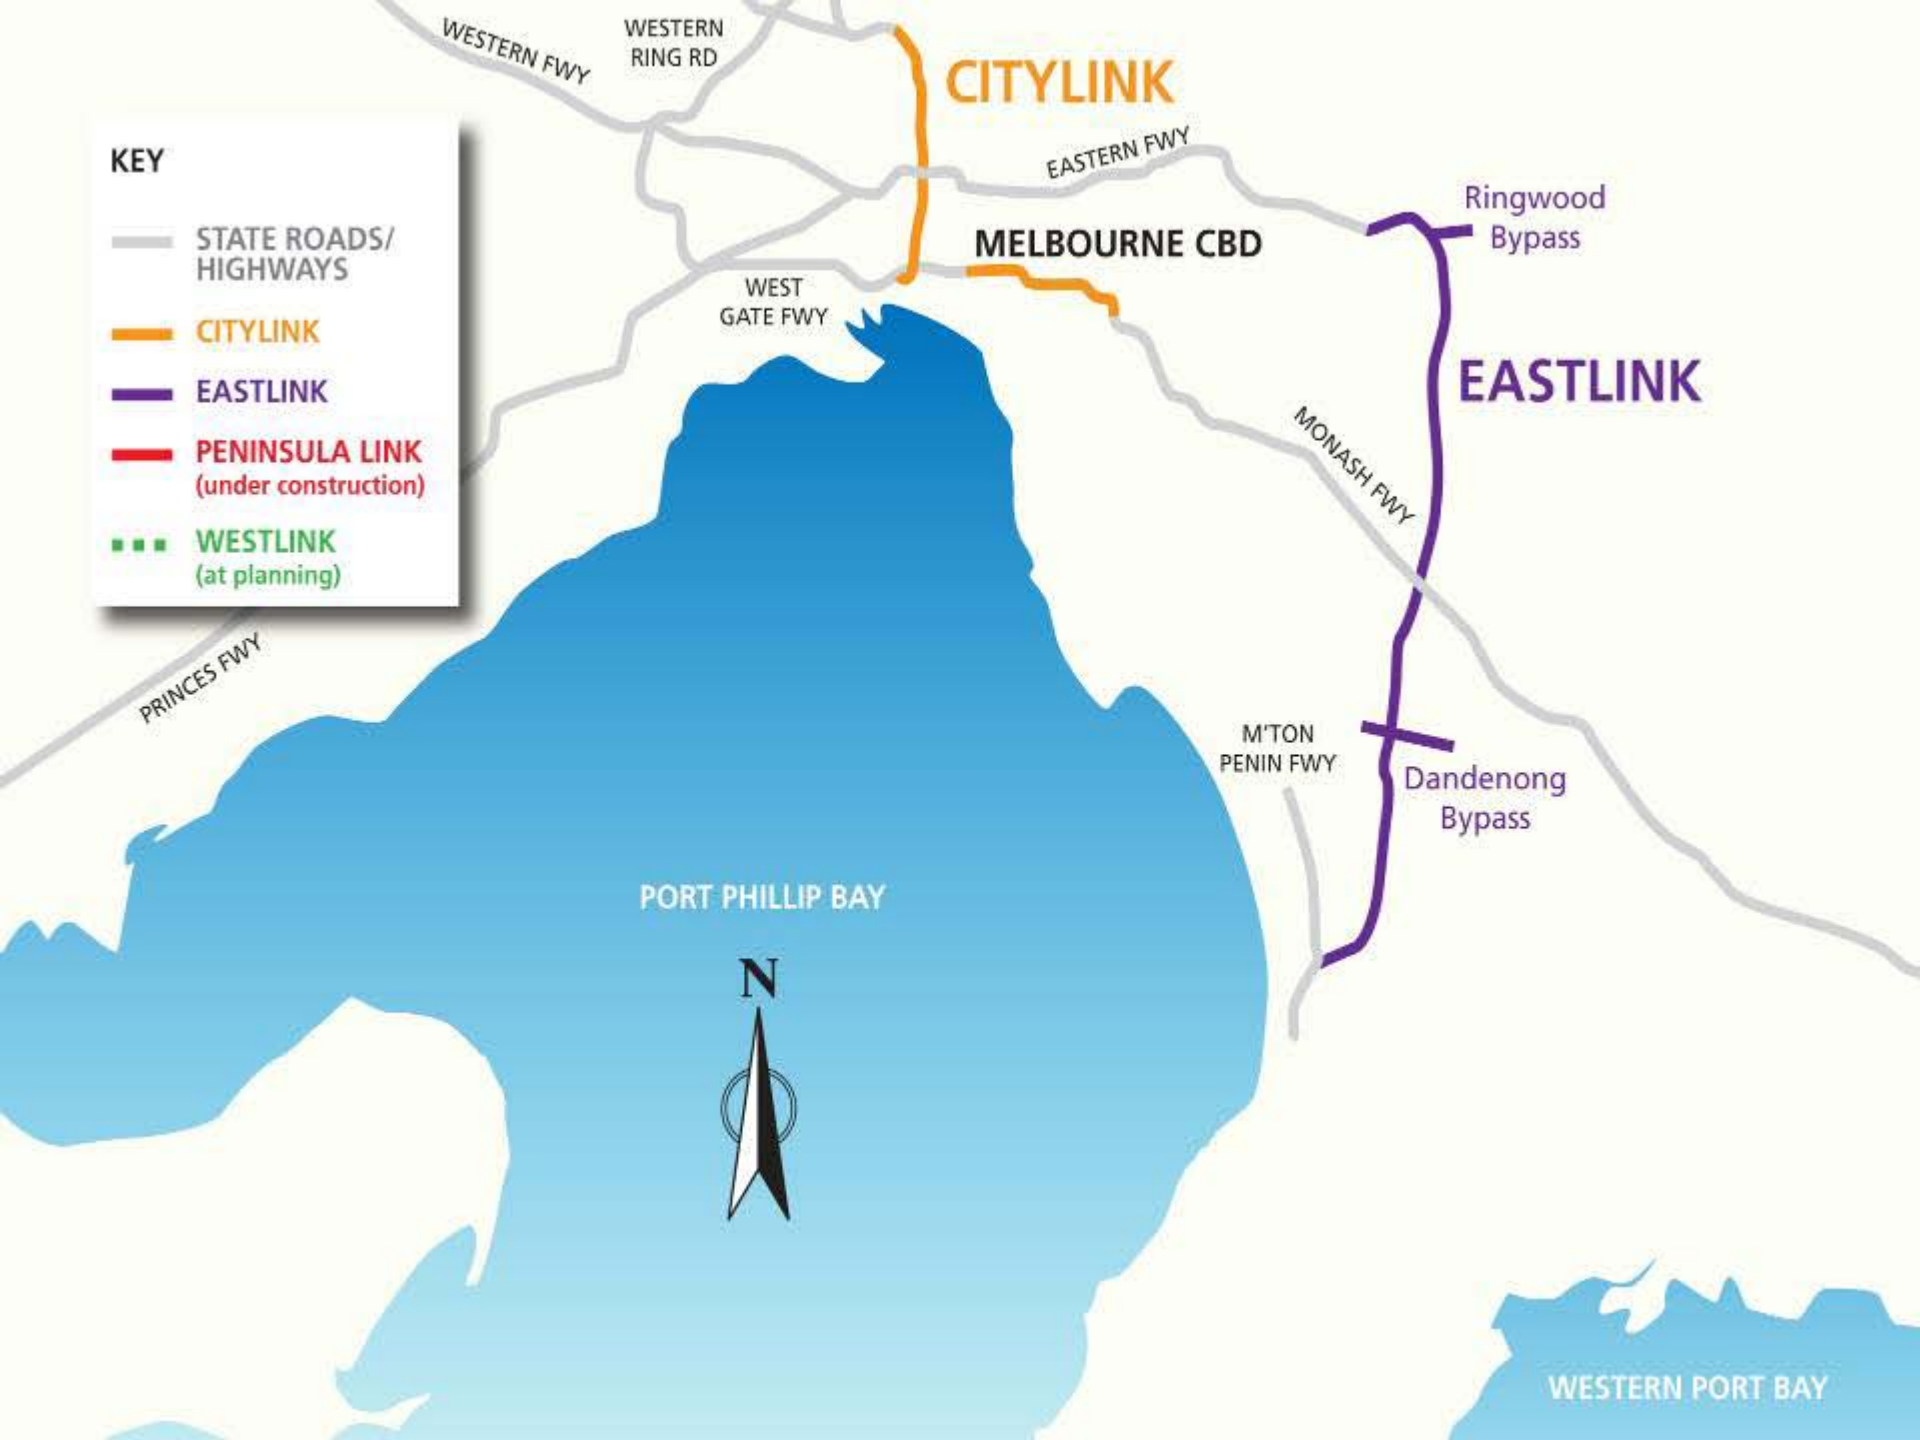 WESTERN FWY
WESTERN
RING RD
CITYLINK
EASTERN FWY
KEY
STATE ROADS/
HIGHWAYS
CITYLINK
EASTLINK
PENINSULA LINK
(under construction)
WESTLINK
(at planning)
Ringwood
Bypass
MELBOURNE CBD
WEST
GATE FWY
EASTLINK
MONASH FWY
PRINCES FWY
M'TON
PENIN FWY
Dandenong
Bypass
PORT PHILLIP BAY
N
WESTERN PORT BAY